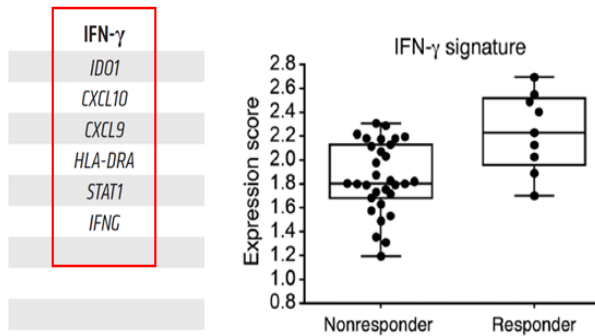 IFN-γ
IDO1
CXCL10
CXCL9
HLA-DRA
STAT1
IFNG
IFN-γ signature
Expression score
2.8
2.6
2.4
2.2
2.0
1.8
1.6
1.4
1.2
1.0
0.8
Nonresponder Responder